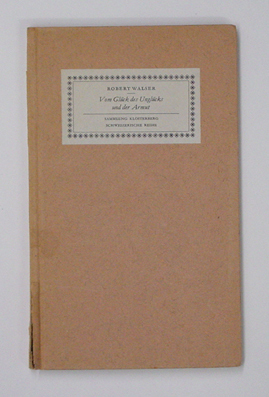 ROBERT WALSER
Vom Glück des Unglücks
und der Armut
SAMMLUNG KLOSTERBERG
SCHWEIZERISCHE REIHE